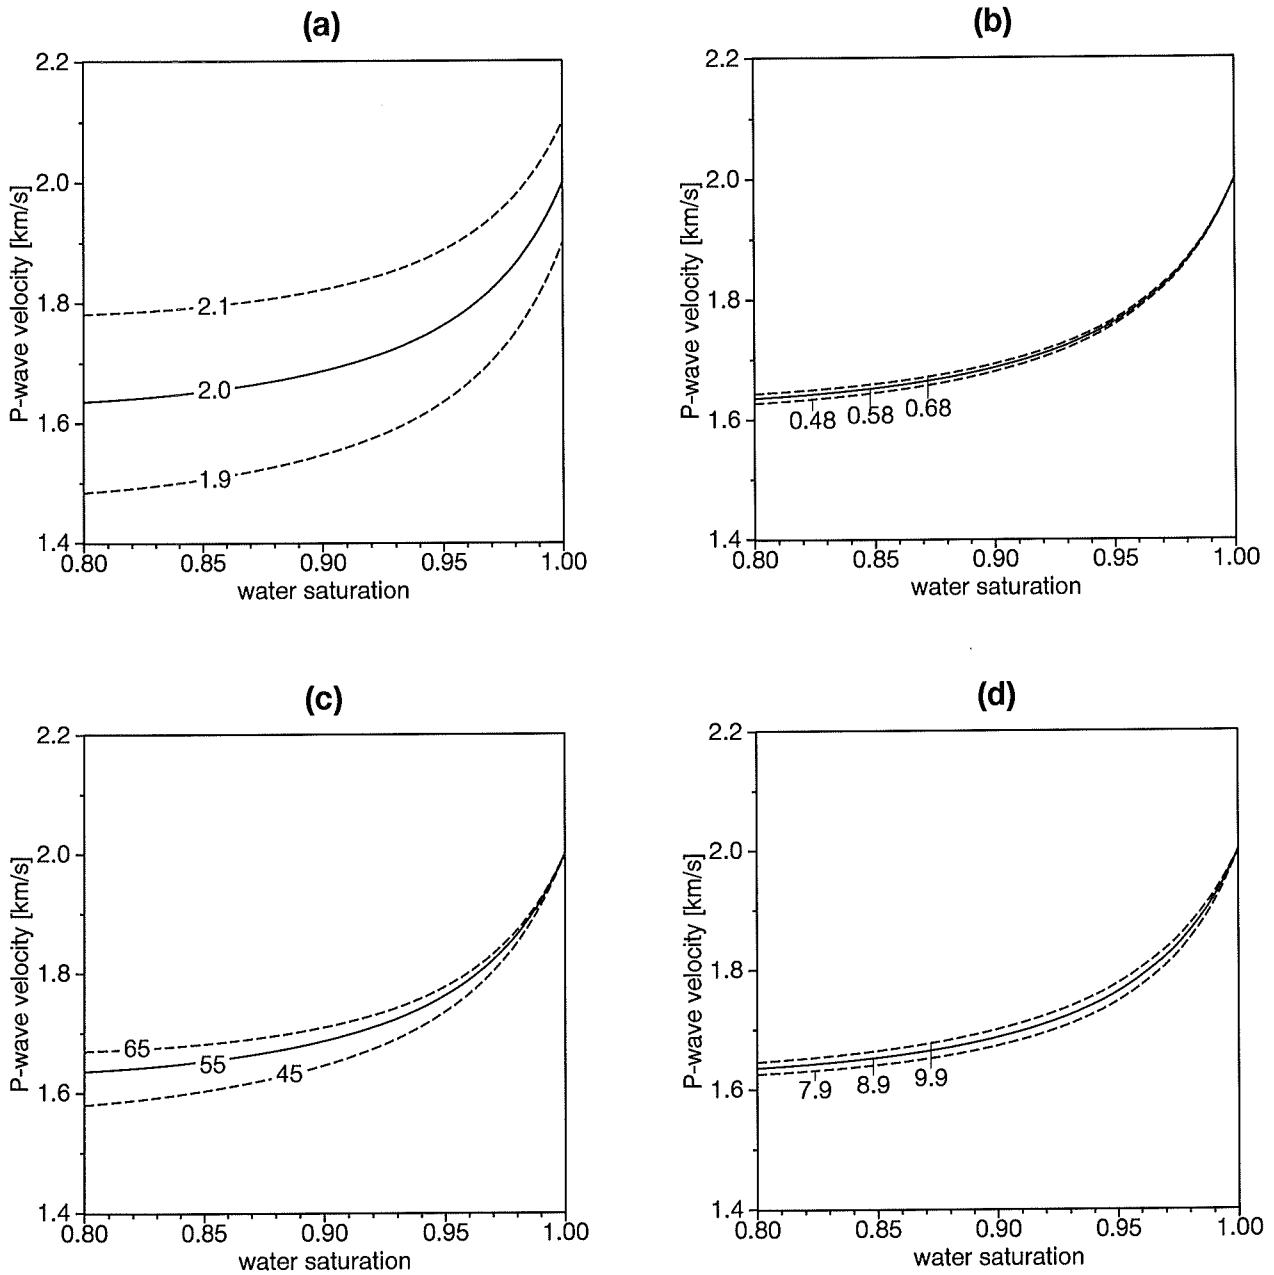 (a)
2.2
2.0
1.8
1.6
1.4
P-wave velocity [km/s]
2.1
2.0
1.9
0.80 0.85 0.90 0.95 1.00
water saturation
(b)
2.2
2.0
1.8
1.6
1.4
P-wave velocity [km/s]
0.48 0.58 0.68
0.80 0.85 0.90 0.95 1.00
water saturation
(c)
2.2
2.0
1.8
1.6
1.4
P-wave velocity [km/s]
65
55
45
0.80 0.85 0.90 0.95 1.00
water saturation
(d)
2.2
2.0
1.8
1.6
1.4
P-wave velocity [km/s]
7.9 8.9 9.9
0.80 0.85 0.90 0.95 1.00
water saturation